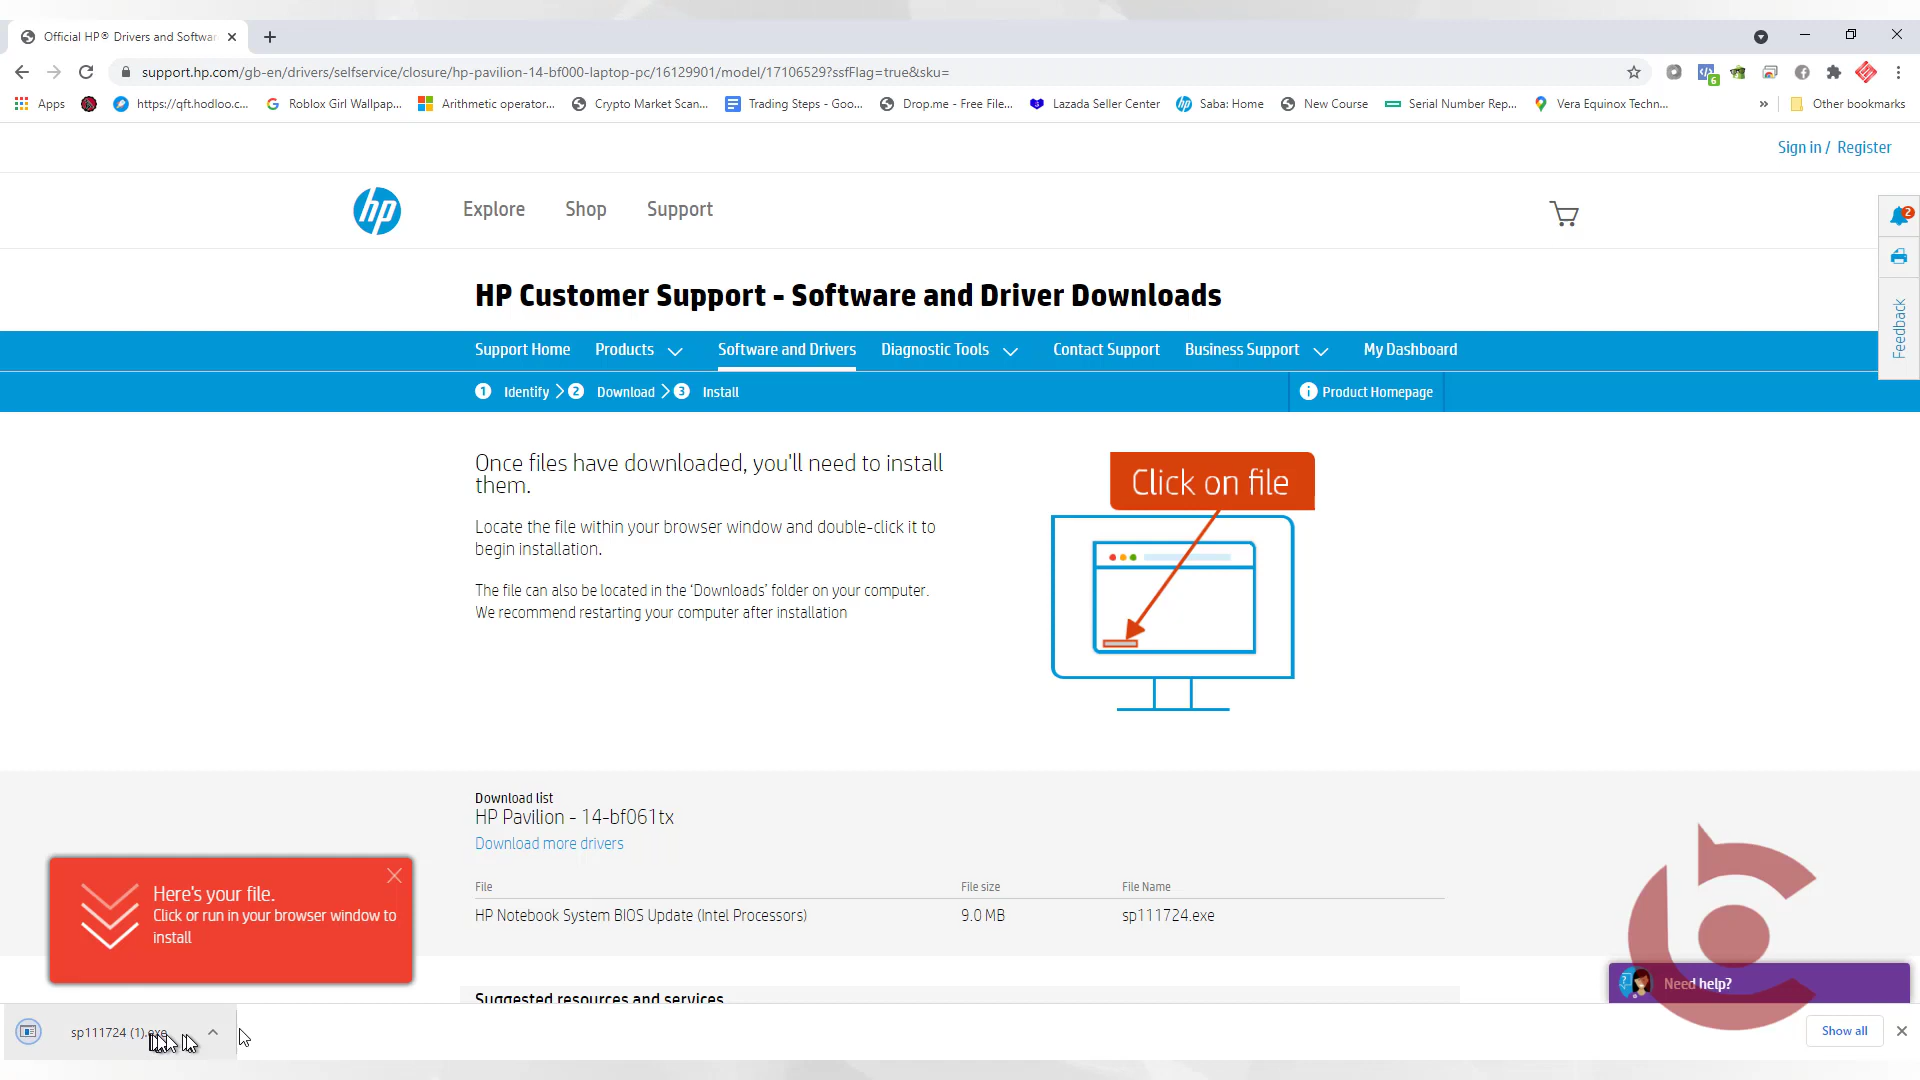 Official HP® Drivers and Softwar
support.hp.com/gb-en/drivers/selfservice/closure/hp-pavilion-14-bf000-laptop-pc/16129901/model/17106529?ssfFlag=true&sku=
6
Apps
https://qft.hodloo.c...
Roblox Girl Wallpap...
Arithmetic operator...
Crypto Market Scan...
Trading Steps - Goo...
Drop.me - Free File...
Lazada Seller Center
Saba: Home
New Course
Serial Number Rep...
Vera Equinox Techn...
»
Other bookmarks
Sign in / Register
hp
Explore
Shop
Support
2
Feedback
HP Customer Support - Software and Driver Downloads
Support Home
Products
Software and Drivers
Diagnostic Tools
Contact Support
Business Support
My Dashboard
1 Identify
2 Download
3 Install
Product Homepage
Once files have downloaded, you'll need to install
them.
Locate the file within your browser window and double-click it to
begin installation.
The file can also be located in the ‘Downloads’ folder on your computer.
We recommend restarting your computer after installation
Click on file
Download list
HP Pavilion - 14-bf061tx
Download more drivers
File
File size
File Name
HP Notebook System BIOS Update (Intel Processors)
9.0 MB
sp111724.exe
Here's your file.
Click or run in your browser window to
install
Need help?
Suggested resources and services
sp111724 (1).exe
Show all